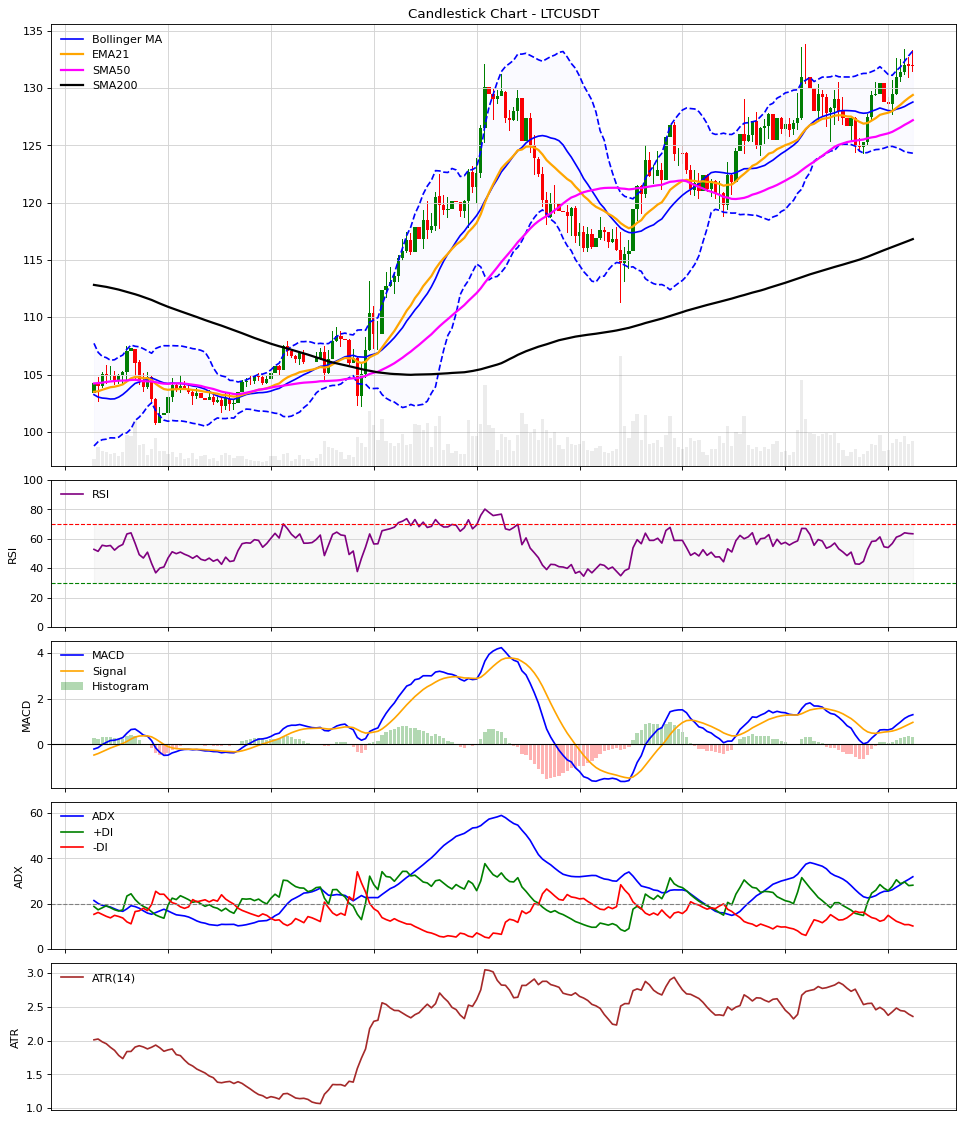 Candlestick Chart - LTCUSDT
135
130
125
120
115
110
105
100
Bollinger MA
EMA21
SMA50
SMA200
100
80
60
40
20
0
RSI
RSI
4
2
0
MACD
MACD
Signal
Histogram
60
40
20
0
ADX
ADX
+DI
-DI
3.0
2.5
2.0
1.5
1.0
ATR
ATR(14)